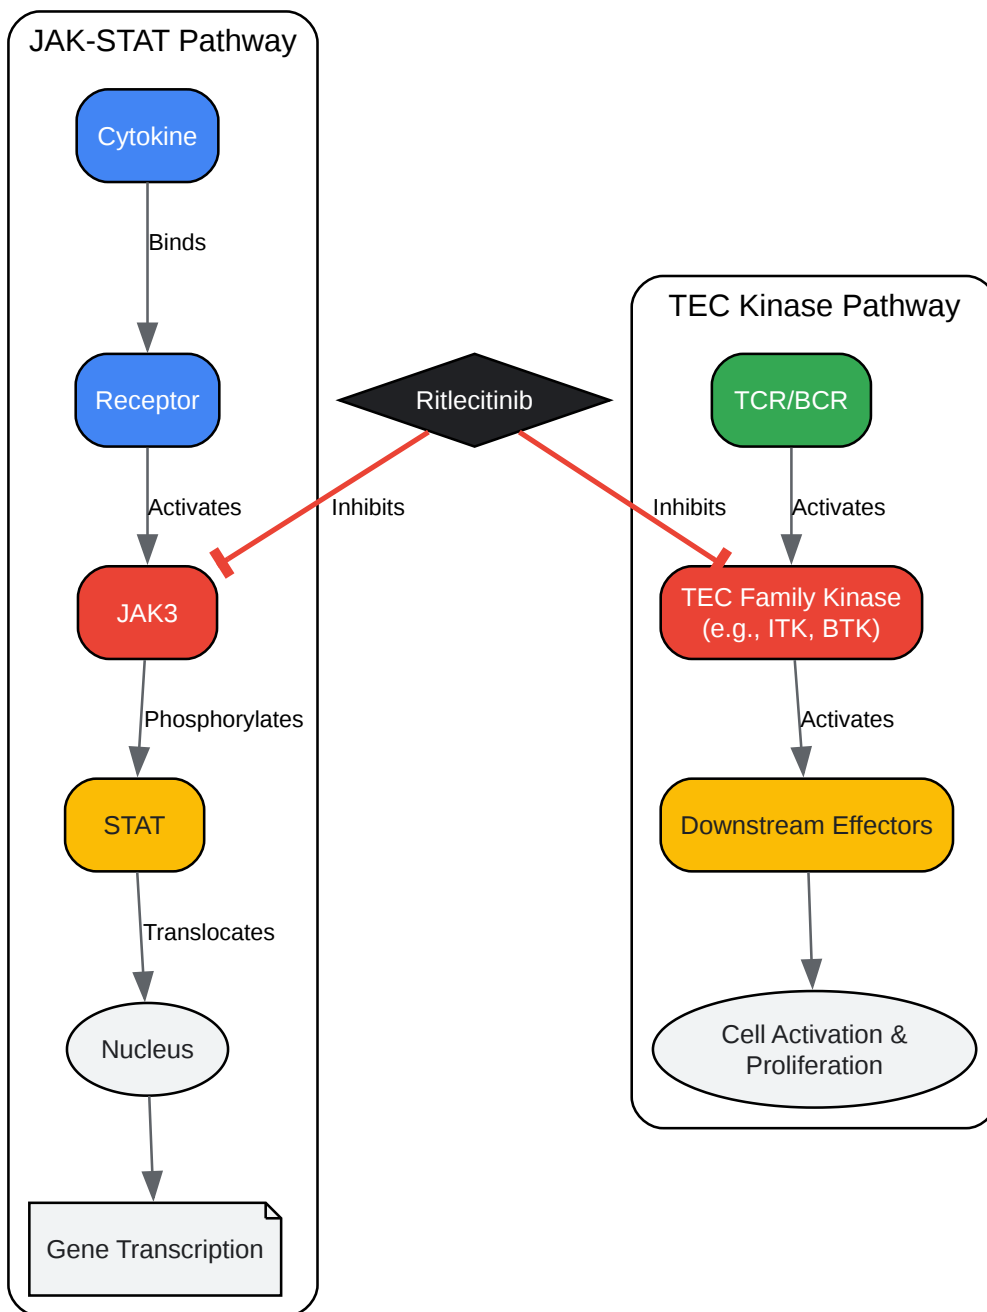 JAK-STAT Pathway
Cytokine
Binds
Receptor
Activates
JAK3
Phosphorylates
STAT
Translocates
Nucleus
Gene Transcription
Ritlecitinib
Inhibits
Inhibits
TEC Kinase Pathway
TCR/BCR
Activates
TEC Family Kinase
(e.g., ITK, BTK)
Activates
Downstream Effectors
Cell Activation &
Proliferation